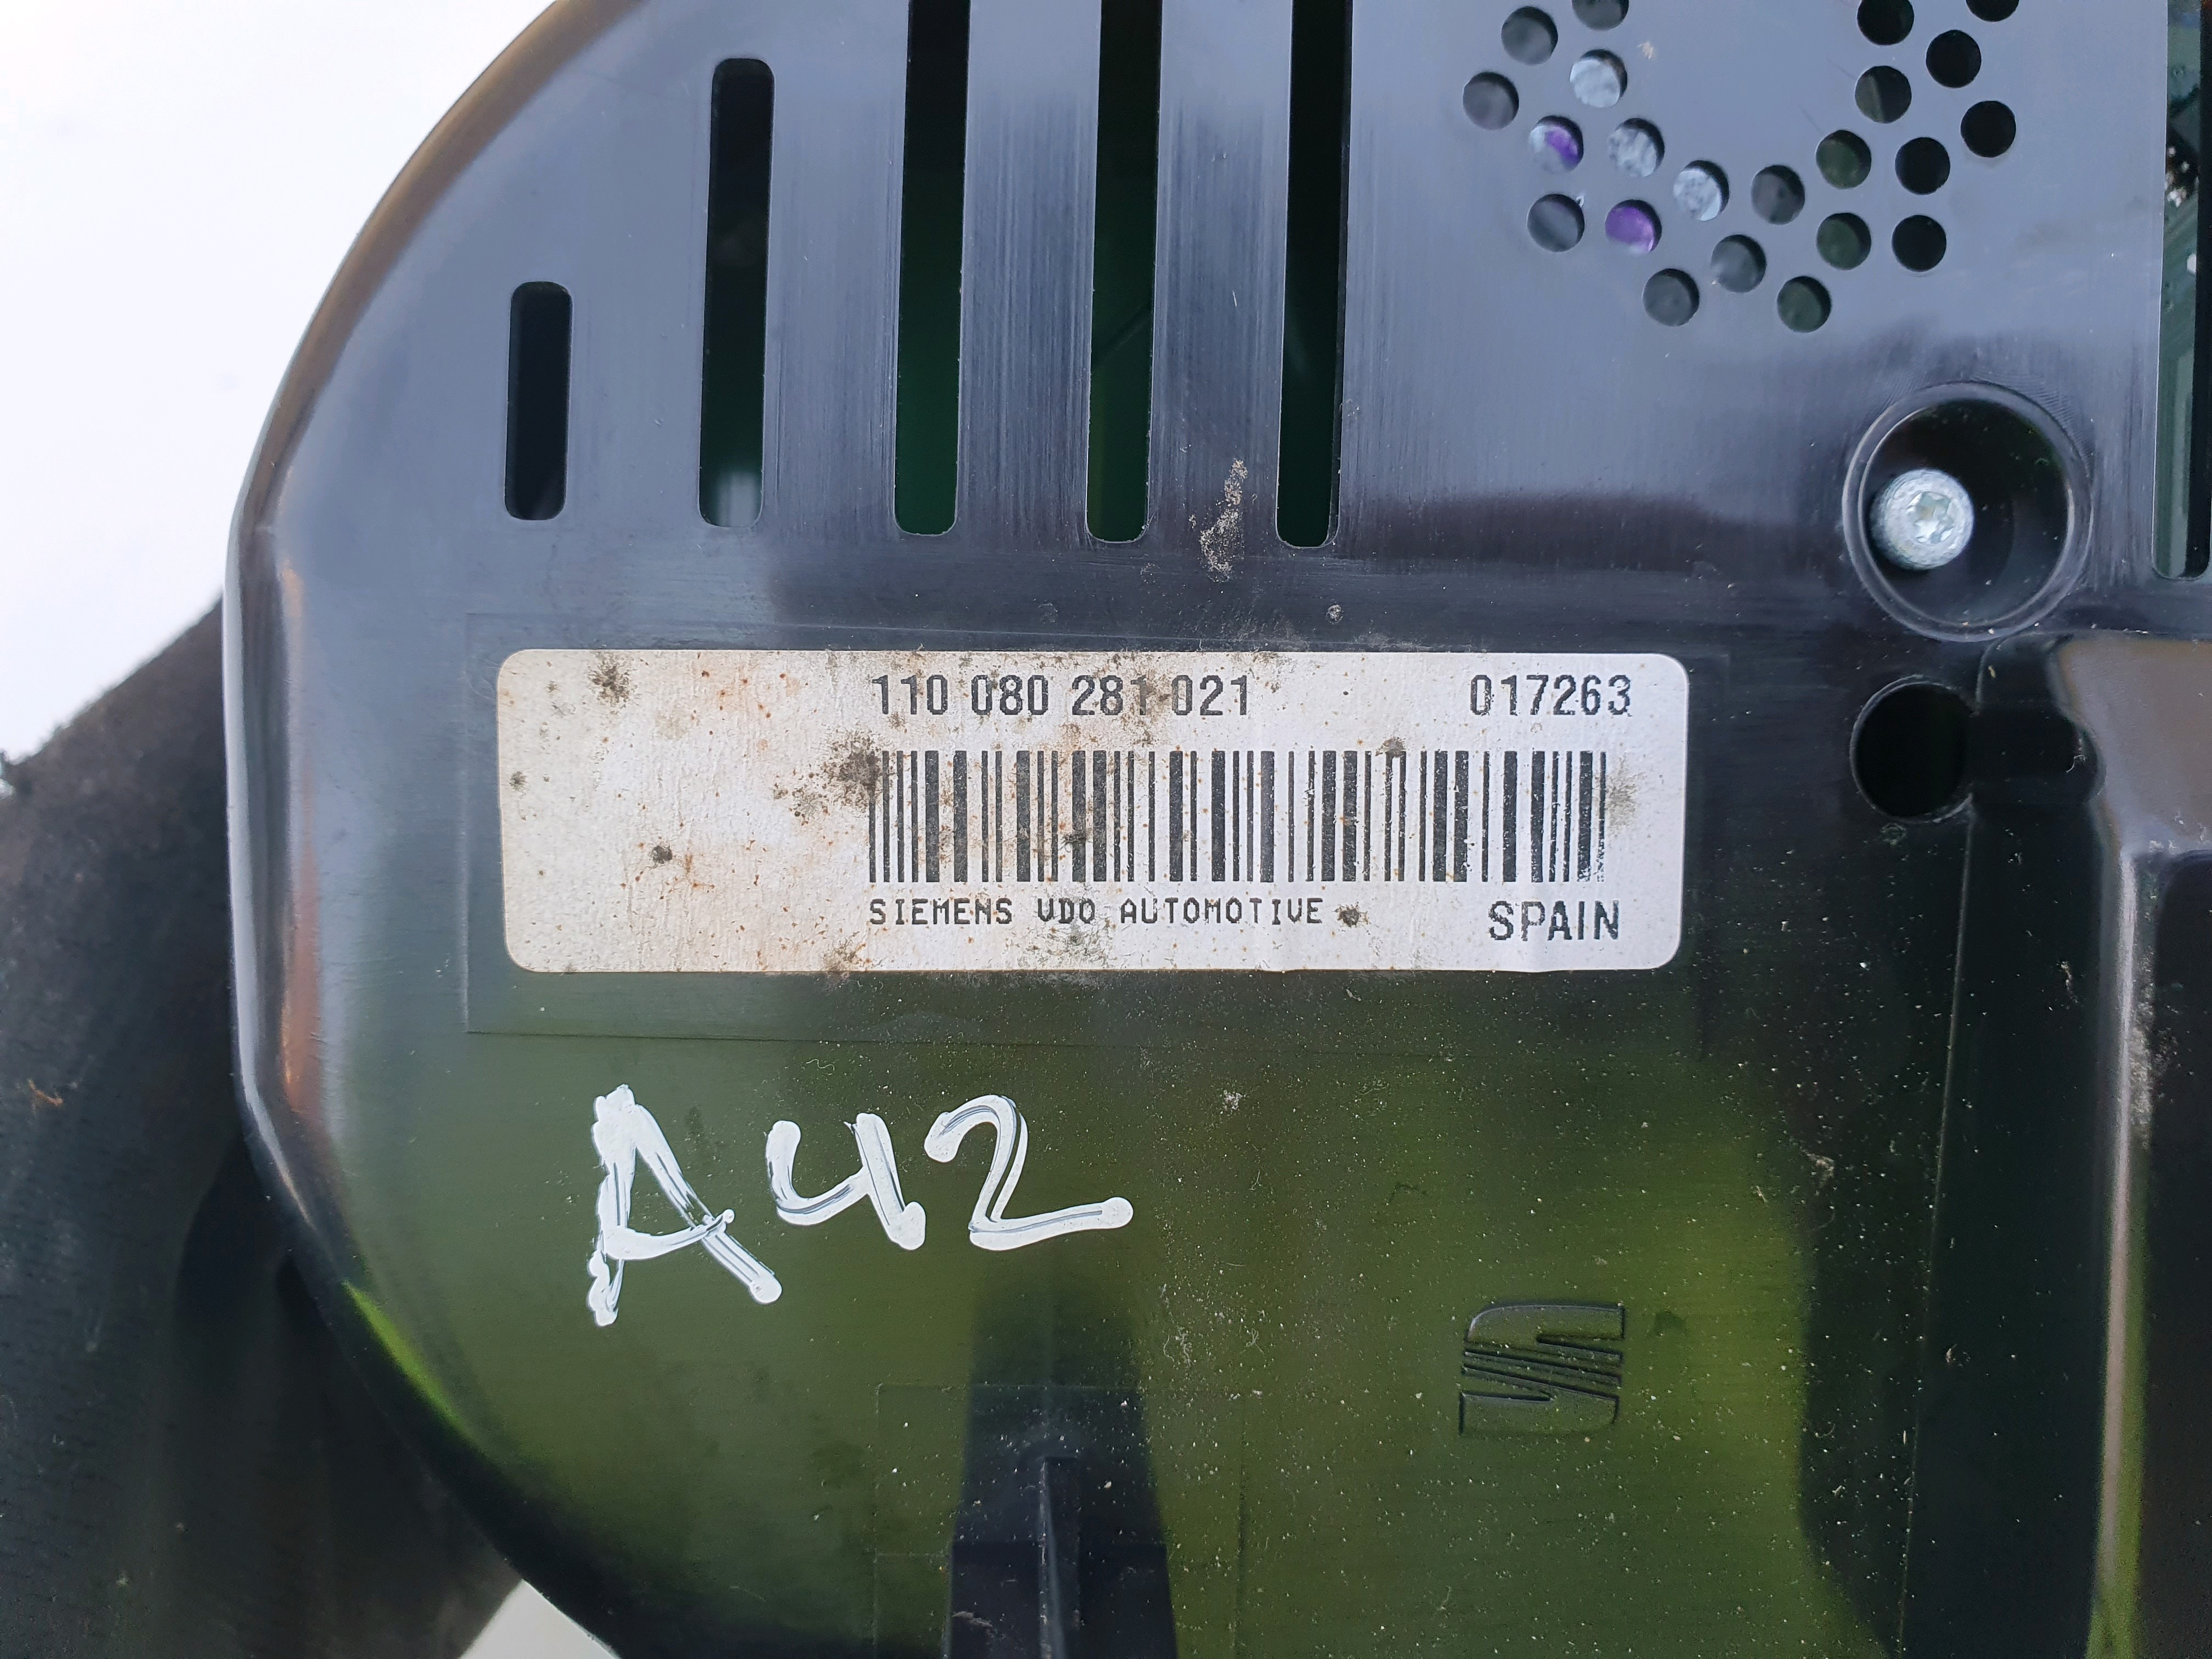 110 080 281 021 017263
SIEMENS VDO AUTOMOTIVE SPAIN
A42